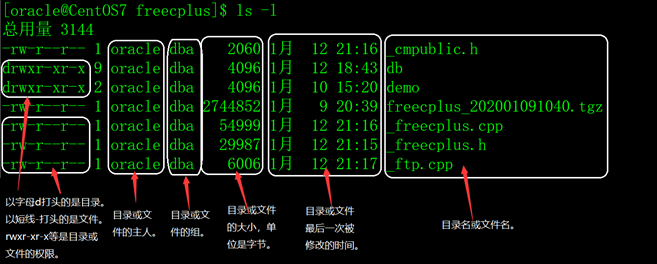 [oracle@CentOS7 freecplus]$ ls -l
总用量 3144
-rw-r--r-- 1 oracle dba 2060 1月 12 21:16 _cmpublic.h
drwxr-xr-x 9 oracle dba 4096 1月 12 18:43 db
drwxr-xr-x 2 oracle dba 4096 1月 10 15:20 demo
-rw-r--r-- 1 oracle dba 2744852 1月 9 20:39 freecplus_202001091040.tgz
-rw-r--r-- 1 oracle dba 54999 1月 12 21:16 _freecplus.cpp
-rw-r--r-- 1 oracle dba 29987 1月 12 21:15 _freecplus.h
-rw-r--r-- 1 oracle dba 6006 1月 12 21:17 _ftp.cpp
以字母d打头的是目录。
以短线-打头的是文件。
rwxr-xr-x等是目录或
文件的权限。
目录或文
件的主人。
目录或文
件的组。
目录或文件
的大小，单
位是字节。
目录或文件
最后一次被
修改的时间。
目录名或文件名。